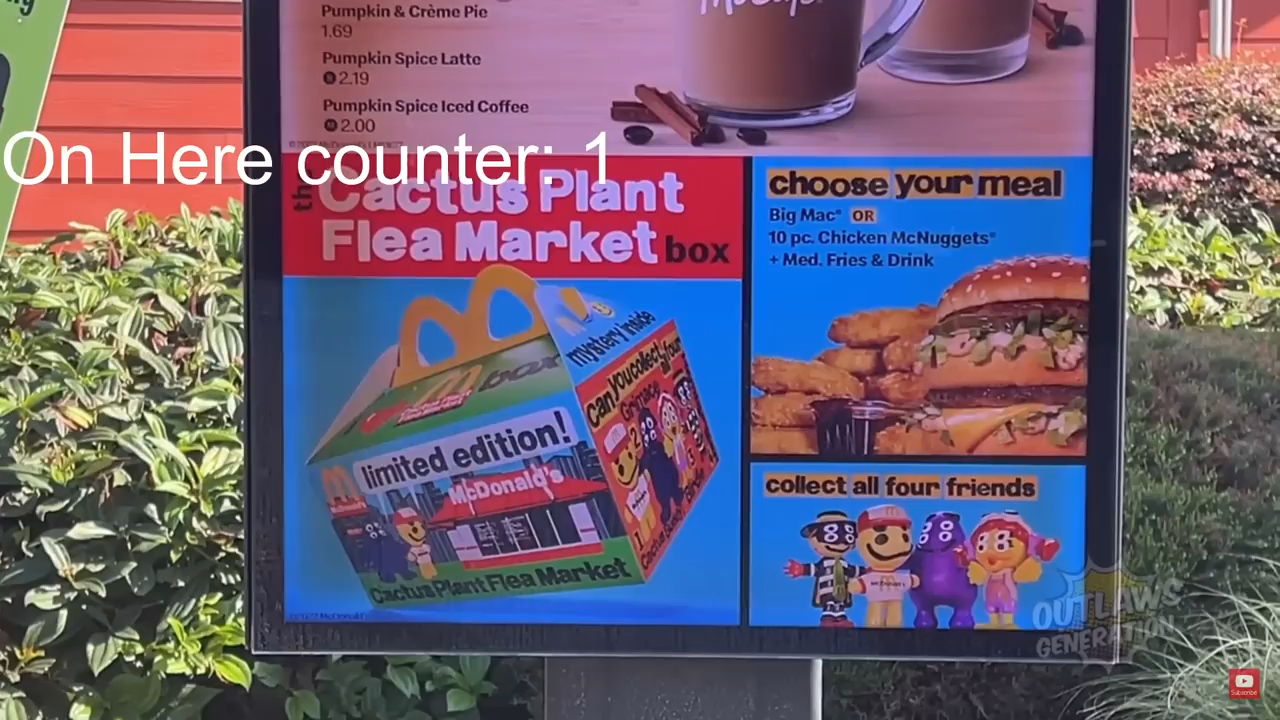 Pumpkin & Crème Pie
1.69
Pumpkin Spice Latte
2.19
Pumpkin Spice Iced Coffee
2.00
On Here counter: 1
the Cactus Plant
Flea Market box
choose your meal
Big Mac® OR
10 pc. Chicken McNuggets®
+ Med. Fries & Drink
mystery inside
box
can you collect all four
Grimace
limited edition!
McDonald's
Cactus Plant Flea Market
collect all four friends
OUTLAWS
GENERATION
Subscribe